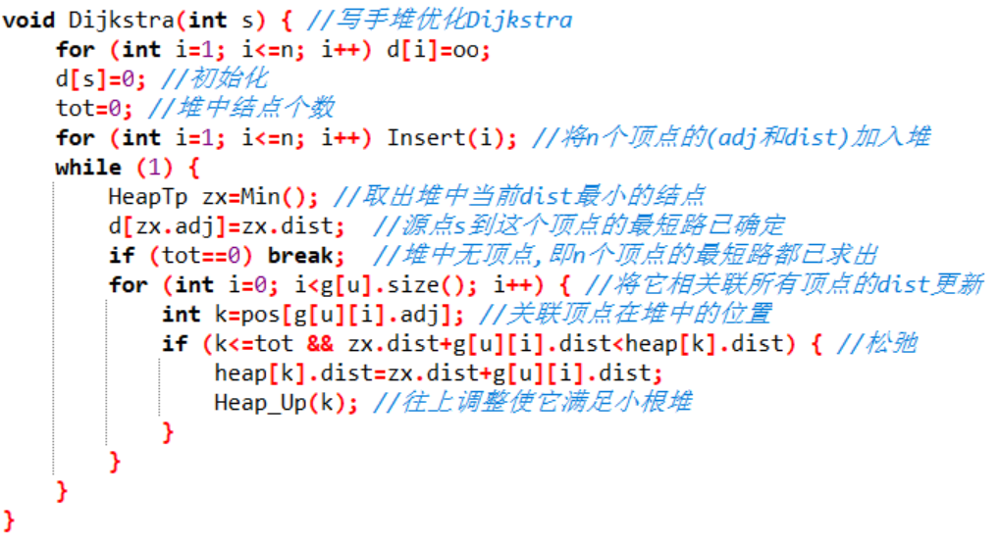 void Dijkstra(int s) { //写手堆优化Dijkstra
    for (int i=1; i<=n; i++) d[i]=oo;
    d[s]=0; //初始化
    tot=0; //堆中结点个数
    for (int i=1; i<=n; i++) Insert(i); //将n个顶点的(adj和dist)加入堆
    while (1) {
        HeapTp zx=Min(); //取出堆中当前dist最小的结点
        d[zx.adj]=zx.dist;  //源点s到这个顶点的最短路已确定
        if (tot==0) break;  //堆中无顶点,即n个顶点的最短路都已求出
        for (int i=0; i<g[u].size(); i++) { //将它相关联所有顶点的dist更新
            int k=pos[g[u][i].adj]; //关联顶点在堆中的位置
            if (k<=tot && zx.dist+g[u][i].dist<heap[k].dist) { //松弛
                heap[k].dist=zx.dist+g[u][i].dist;
                Heap_Up(k); //往上调整使它满足小根堆
            }
        }
    }
}